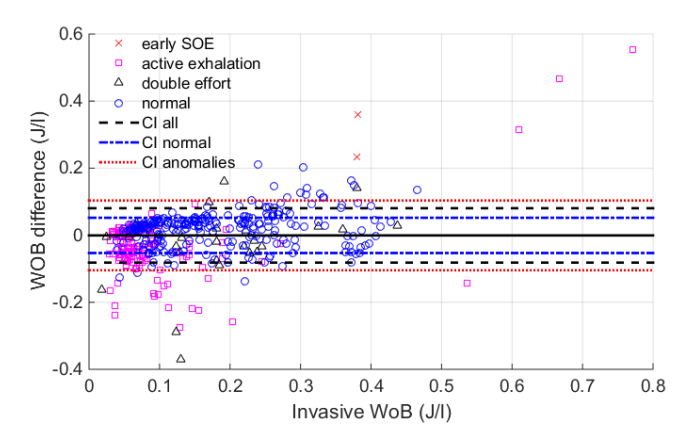 WOB difference (J/l)
0.6
0.4
0.2
0
-0.2
-0.4
early SOE
active exhalation
double effort
normal
CI all
CI normal
CI anomalies
0 0.1 0.2 0.3 0.4 0.5 0.6 0.7 0.8
Invasive WoB (J/l)